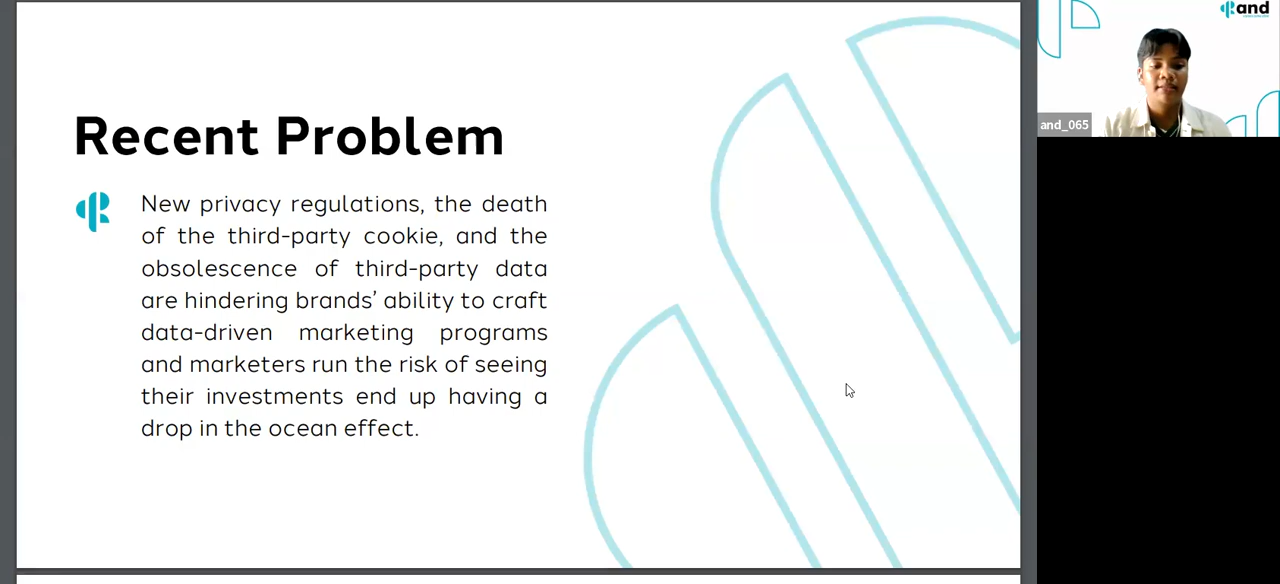 Recent Problem
New privacy regulations, the death
of the third-party cookie, and the
obsolescence of third-party data
are hindering brands’ ability to craft
data-driven marketing programs
and marketers run the risk of seeing
their investments end up having a
drop in the ocean effect.
and
and_065